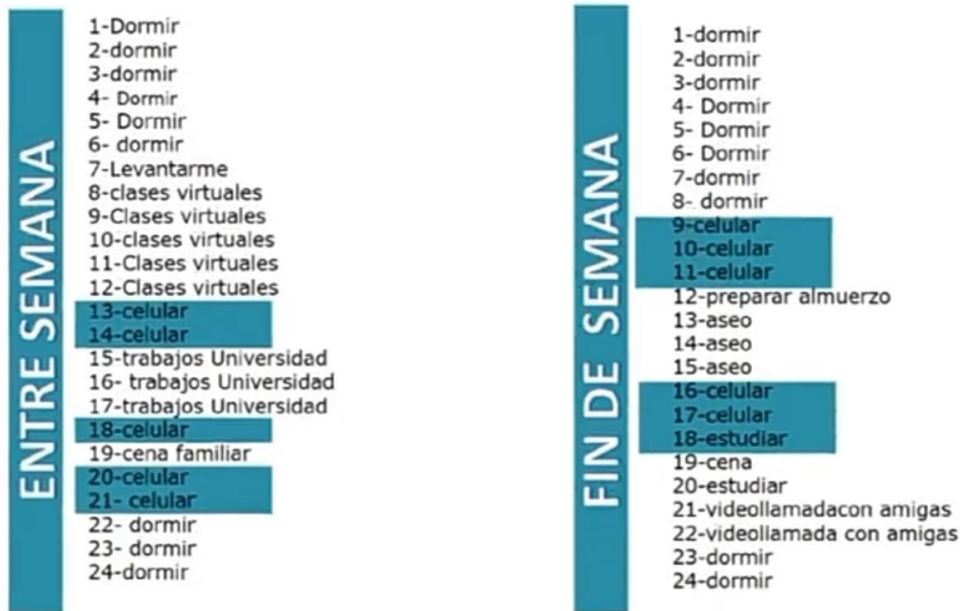 ENTRE SEMANA
1-Dormir
2-dormir
3-dormir
4- Dormir
5- Dormir
6- dormir
7-Levantarme
8-clases virtuales
9-Clases virtuales
10-clases virtuales
11-Clases virtuales
12-Clases virtuales
13-celular
14-celular
15-trabajos Universidad
16- trabajos Universidad
17-trabajos Universidad
18-celular
19-cena familiar
20-celular
21- celular
22- dormir
23- dormir
24-dormir
FIN DE SEMANA
1-dormir
2-dormir
3-dormir
4- Dormir
5- Dormir
6- Dormir
7-dormir
8- dormir
9-celular
10-celular
11-celular
12-preparar almuerzo
13-aseo
14-aseo
15-aseo
16-celular
17-celular
18-estudiar
19-cena
20-estudiar
21-videollamadacon amigas
22-videollamada con amigas
23-dormir
24-dormir